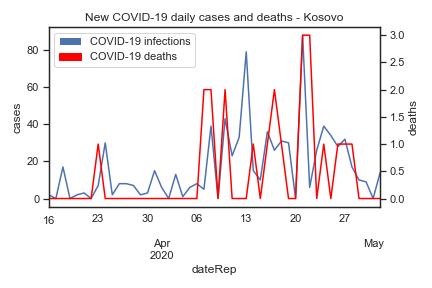 New COVID-19 daily cases and deaths - Kosovo
COVID-19 infections
COVID-19 deaths
cases
80
60
40
20
0
deaths
3.0
2.5
2.0
1.5
1.0
0.5
0.0
16 23 30 06 13 20 27
Apr May
2020
dateRep